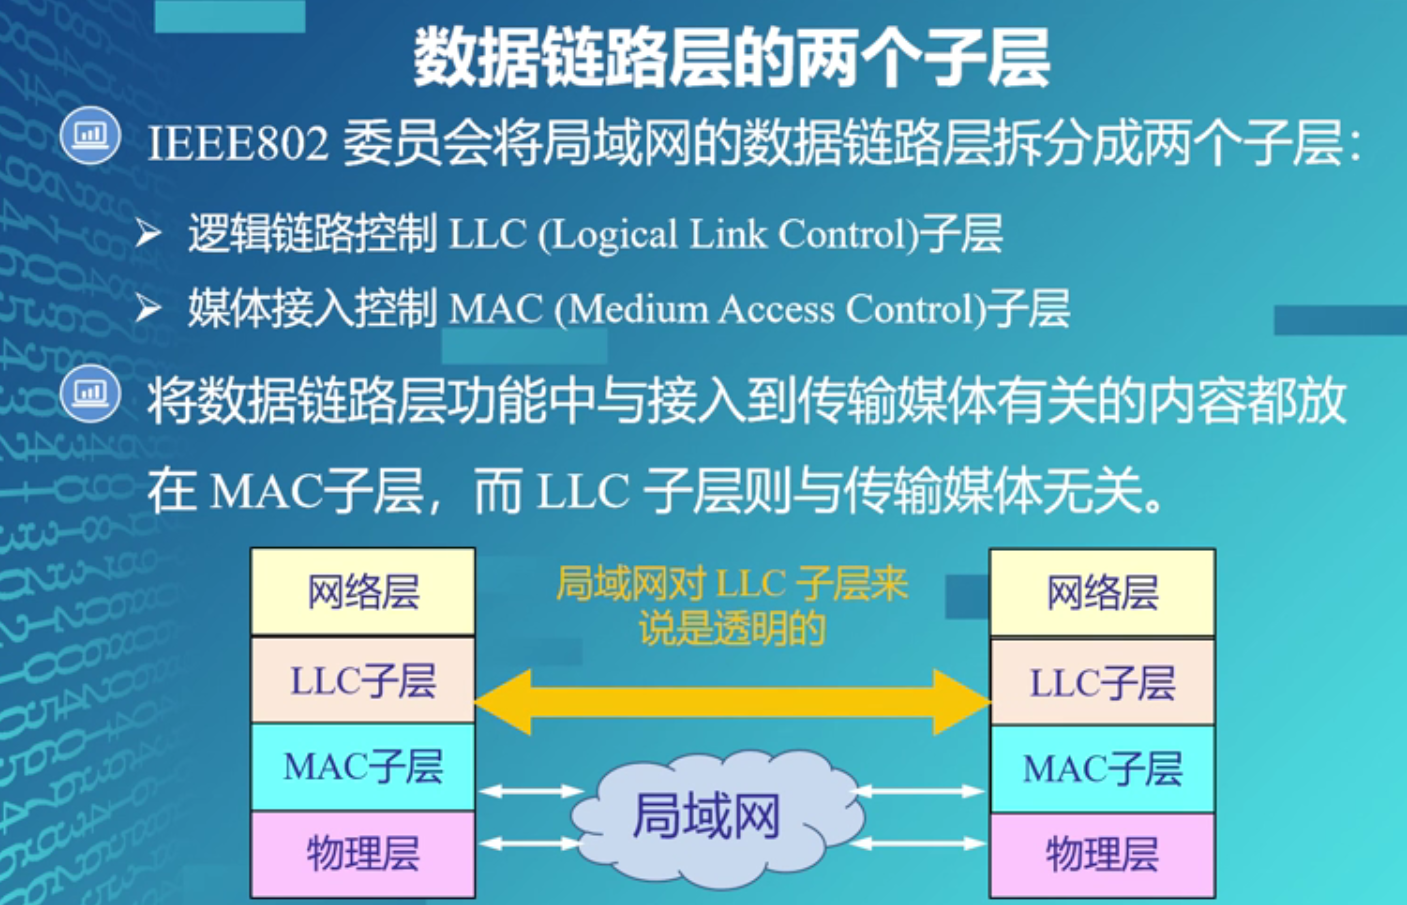 数据链路层的两个子层
IEEE802 委员会将局域网的数据链路层拆分成两个子层：
逻辑链路控制 LLC (Logical Link Control)子层
媒体接入控制 MAC (Medium Access Control)子层
将数据链路层功能中与接入到传输媒体有关的内容都放
在 MAC子层，而 LLC 子层则与传输媒体无关。
局域网对 LLC 子层来
说是透明的
网络层
LLC子层
MAC子层
物理层
局域网
网络层
LLC子层
MAC子层
物理层